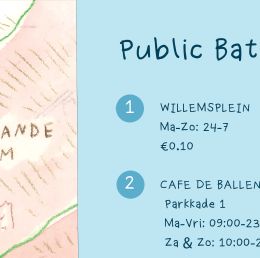 Public Bat
1 WILLEMSPLEIN
Ma-Zo: 24-7
€0.10
2 CAFE DE BALLEN
Parkkade 1
Ma-Vri: 09:00-23
Za & Zo: 10:00-2
ANDE
M